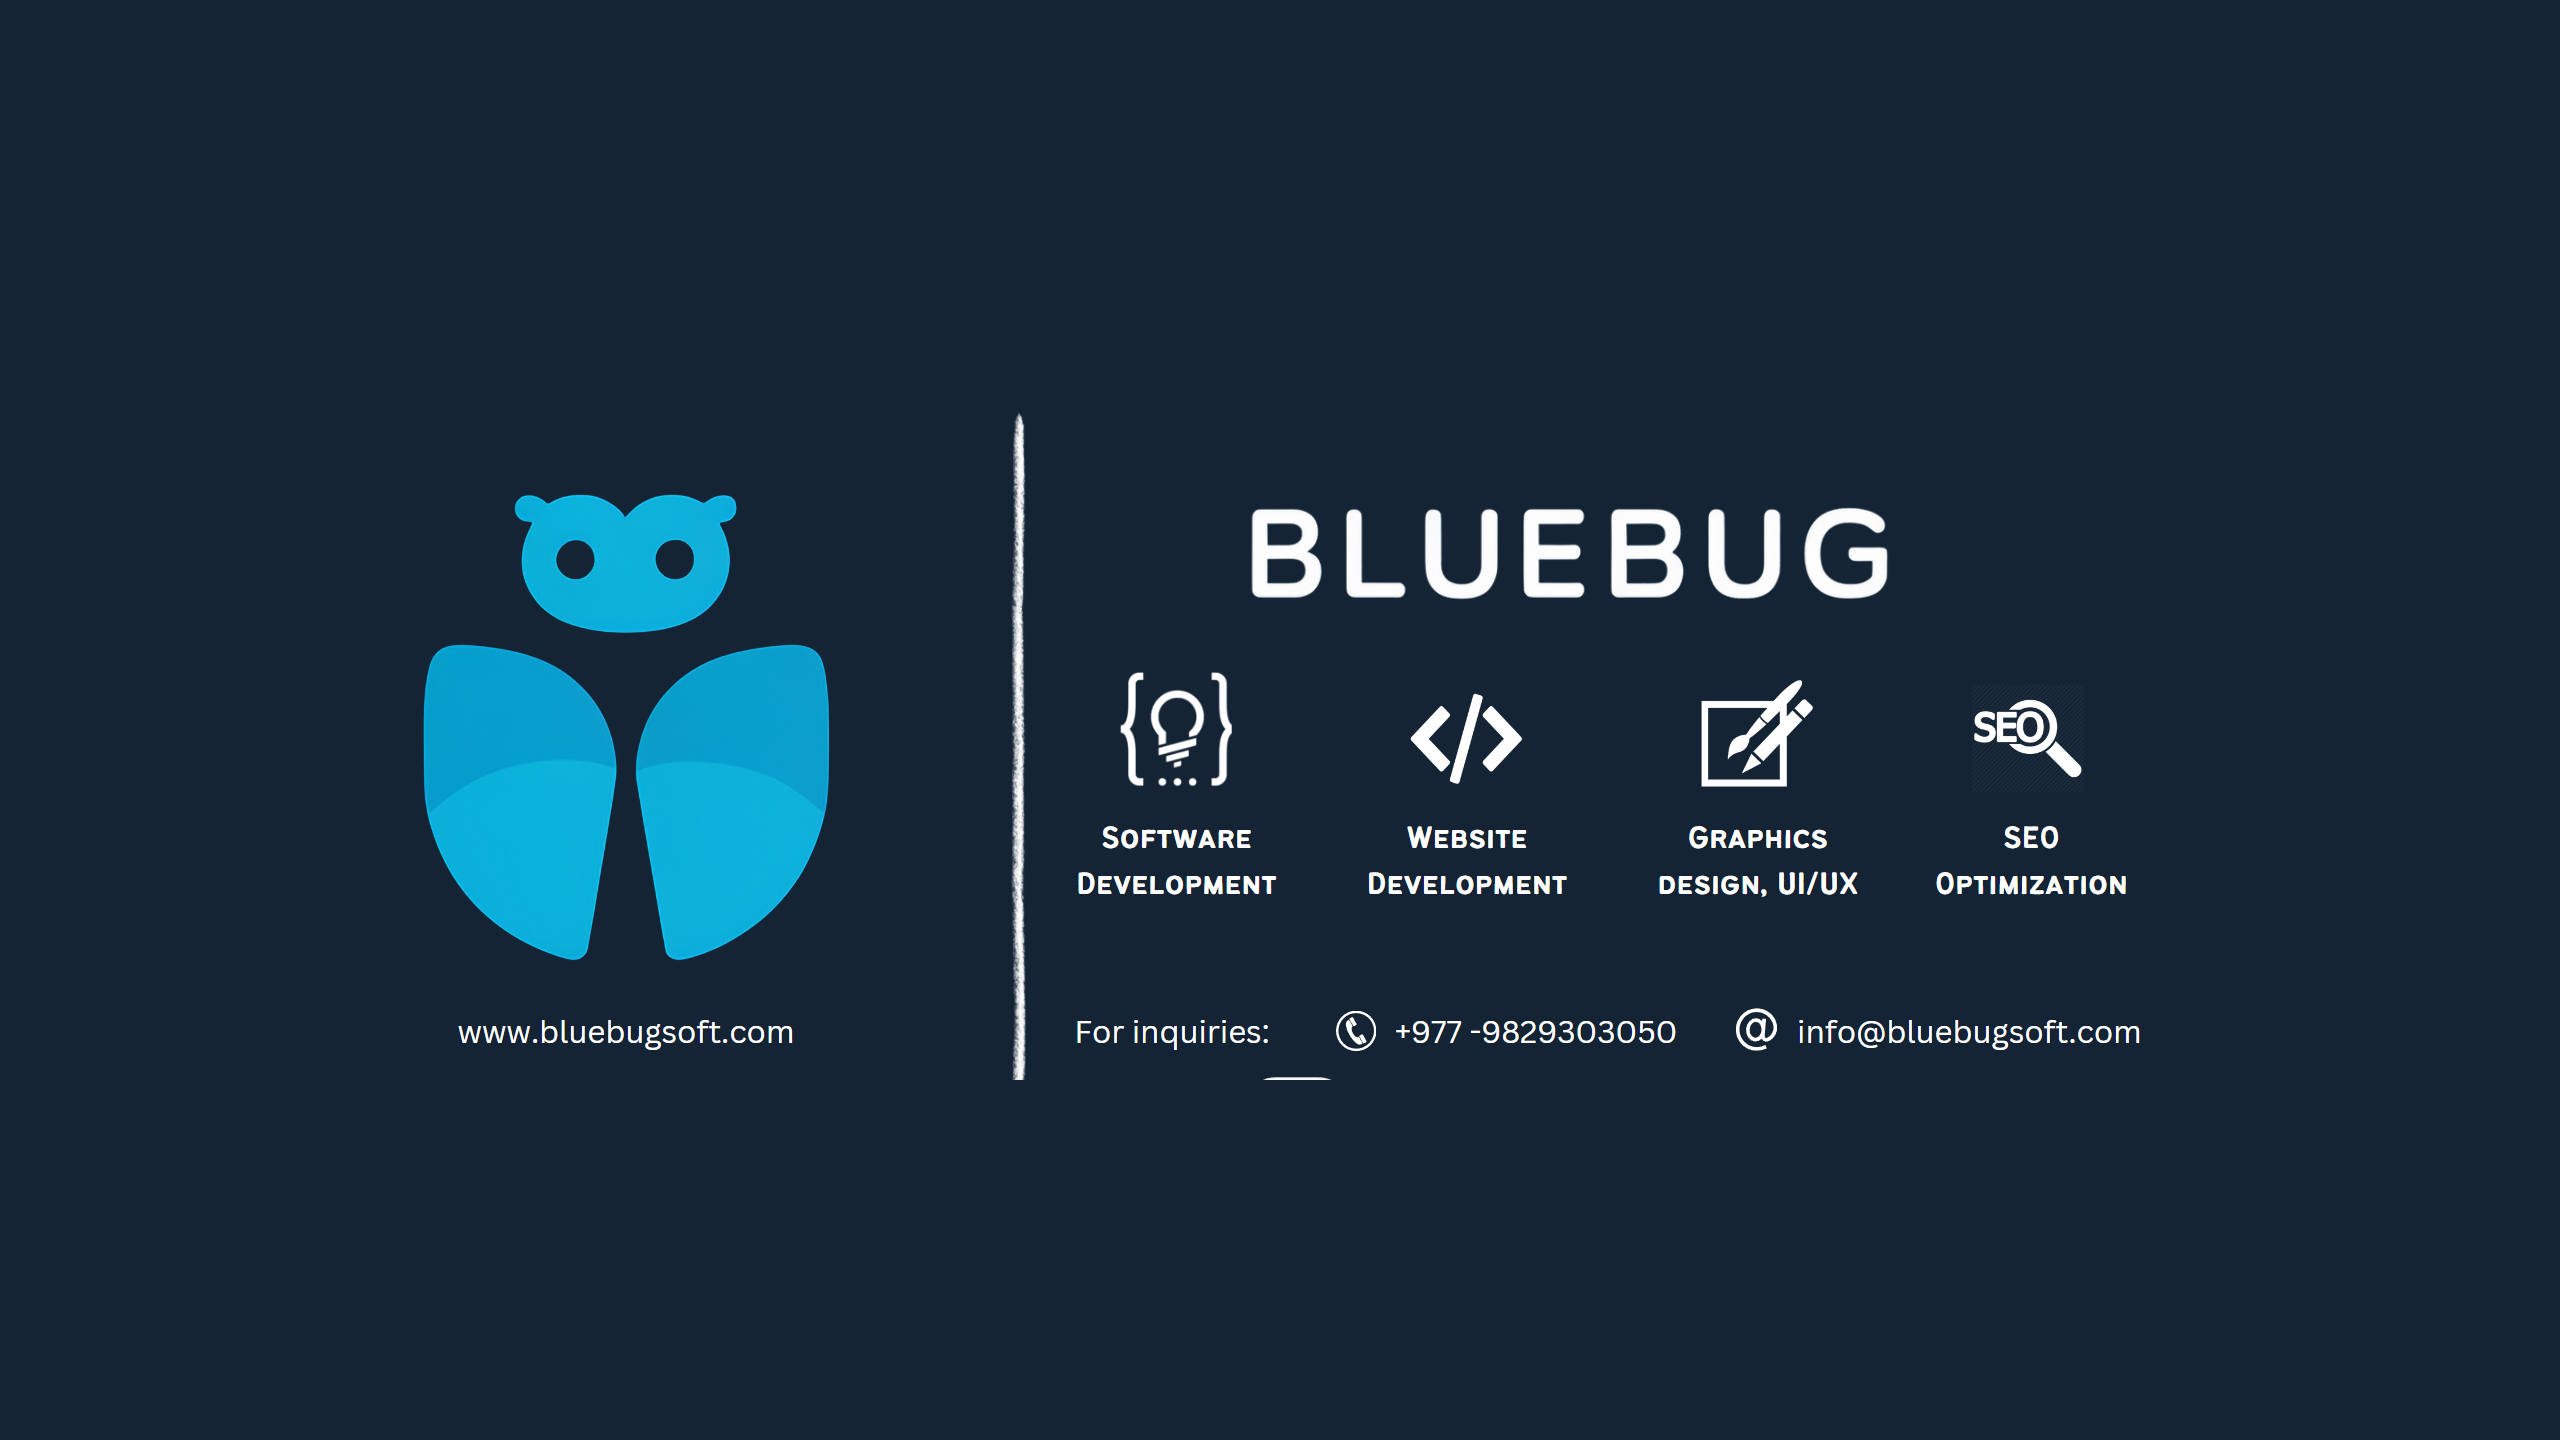 BLUEBUG
SEO
Software
Development
Website
Development
Graphics
design, UI/UX
SEO
Optimization
www.bluebugsoft.com
For inquiries: +977 -9829303050 @ info@bluebugsoft.com